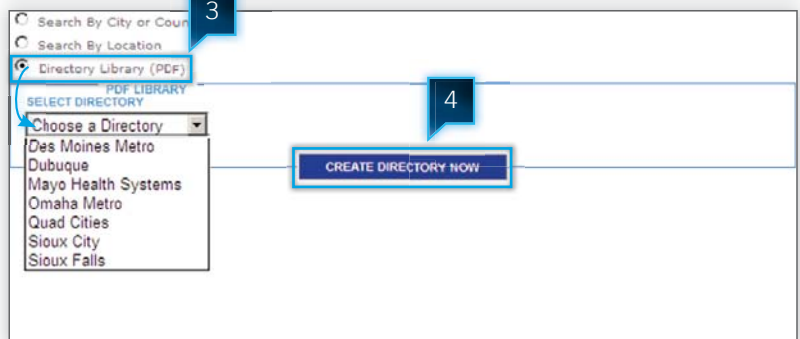 3
Search By City or Coun
Search By Location
Directory Library (PDF)
PDF LIBRARY
SELECT DIRECTORY
4
Choose a Directory
Des Moines Metro
CREATE DIRECTORY NOW
Dubuque
Mayo Health Systems
Omaha Metro
Quad Cities
Sioux City
Sioux Falls